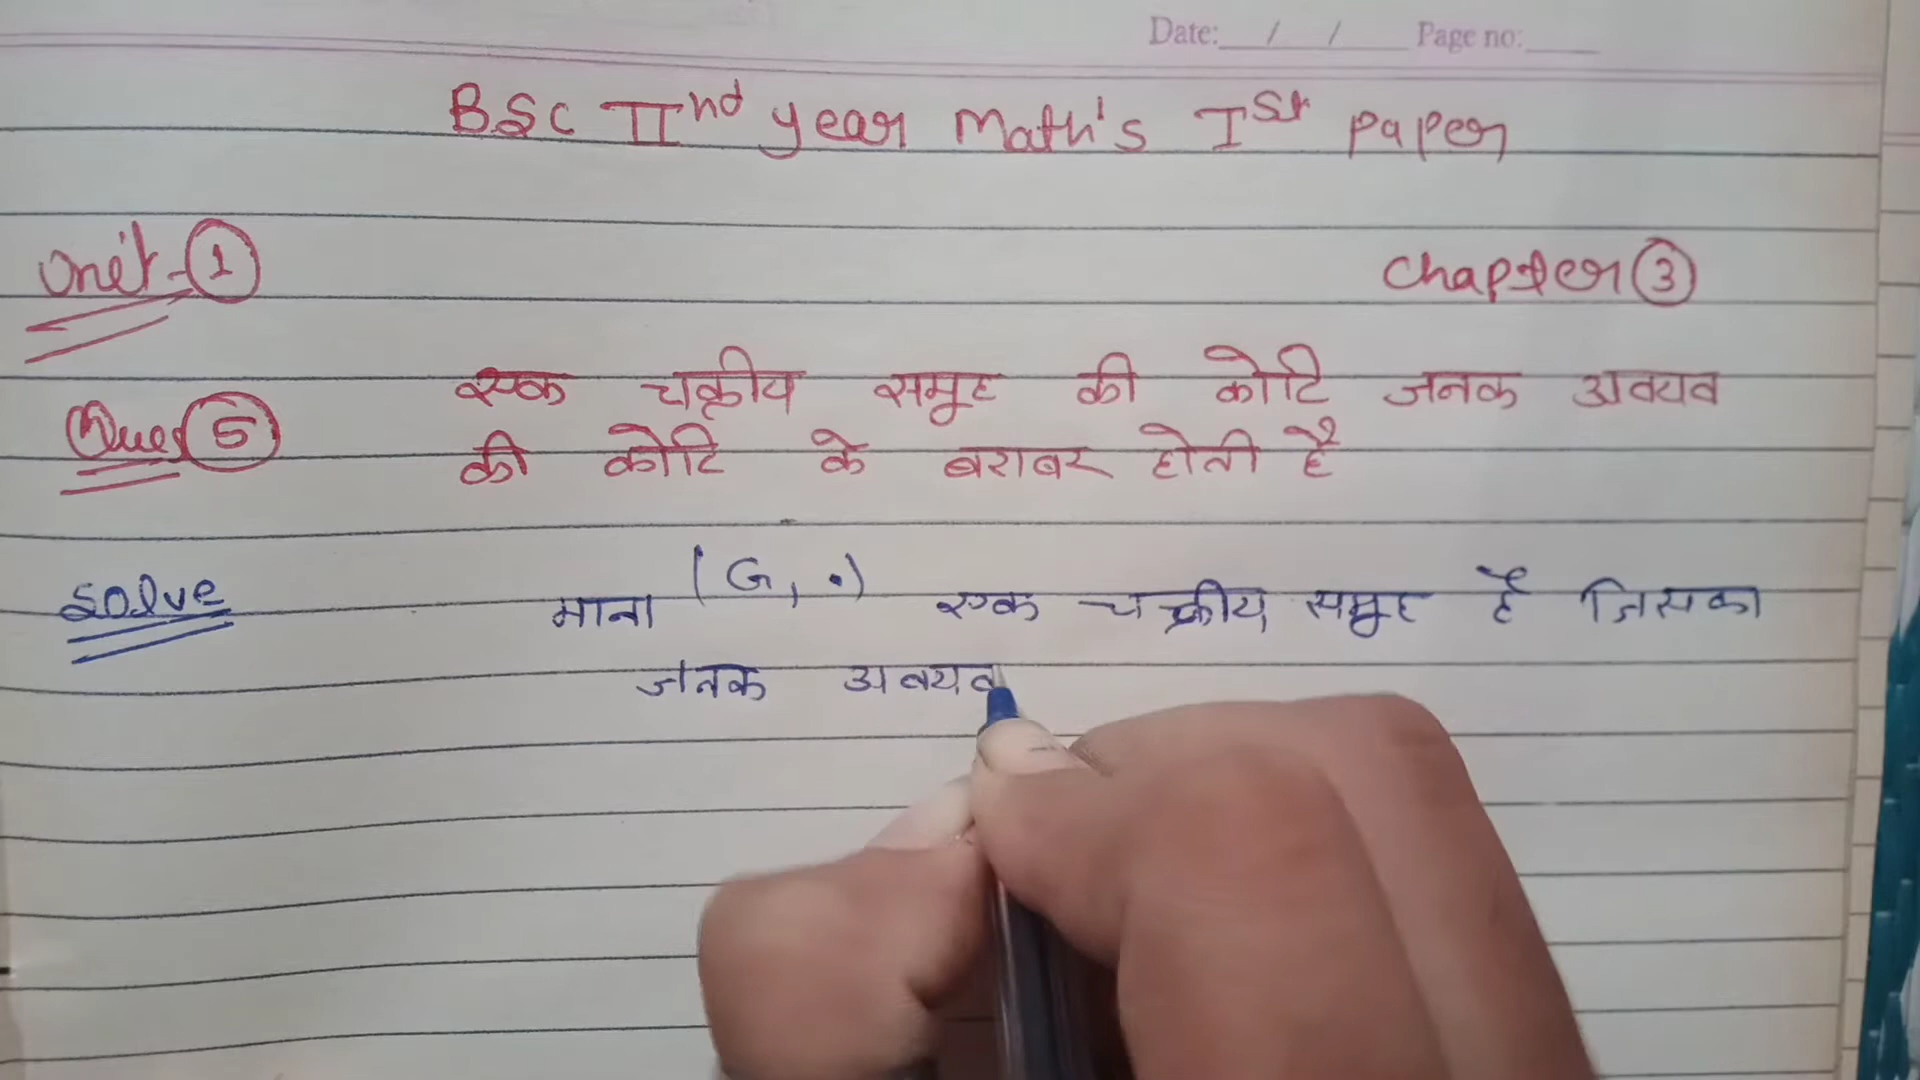 Date: / / Page no:
BSC IInd year Math's Ist paper
Unit-1
Chapter 3
एक चक्रीय समूह की कोटि जनक अवयव
Ques 5
की कोटि के बराबर होती है
Solve
माना (G, •) एक चक्रीय समूह है जिसका
जनक अवयव